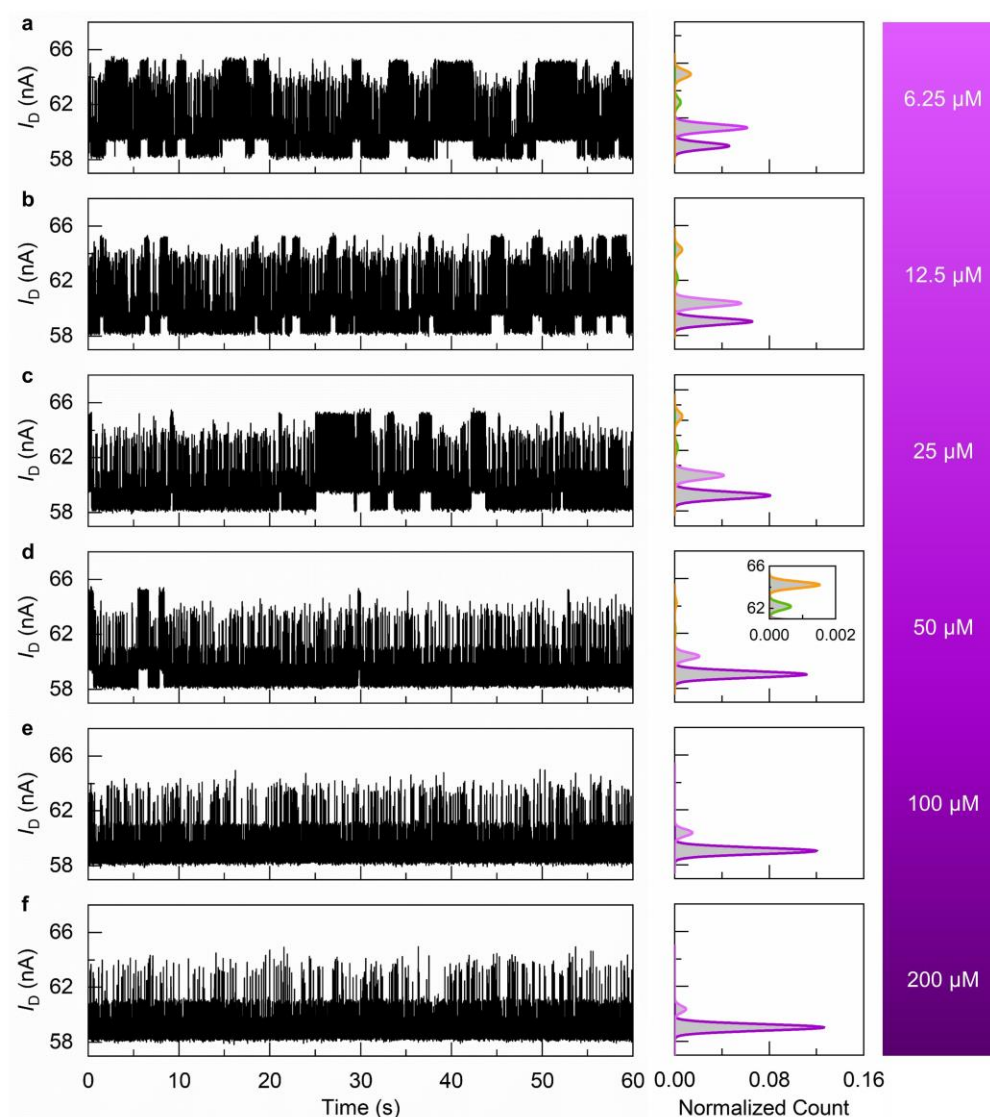 a
66
62
58
I_D (nA)
6.25 µM
b
66
62
58
I_D (nA)
12.5 µM
c
66
62
58
I_D (nA)
25 µM
d
66
62
58
I_D (nA)
66
62
0.000 0.002
50 µM
e
66
62
58
I_D (nA)
100 µM
f
66
62
58
I_D (nA)
200 µM
0 10 20 30 40 50 60
Time (s)
0.00 0.08 0.16
Normalized Count